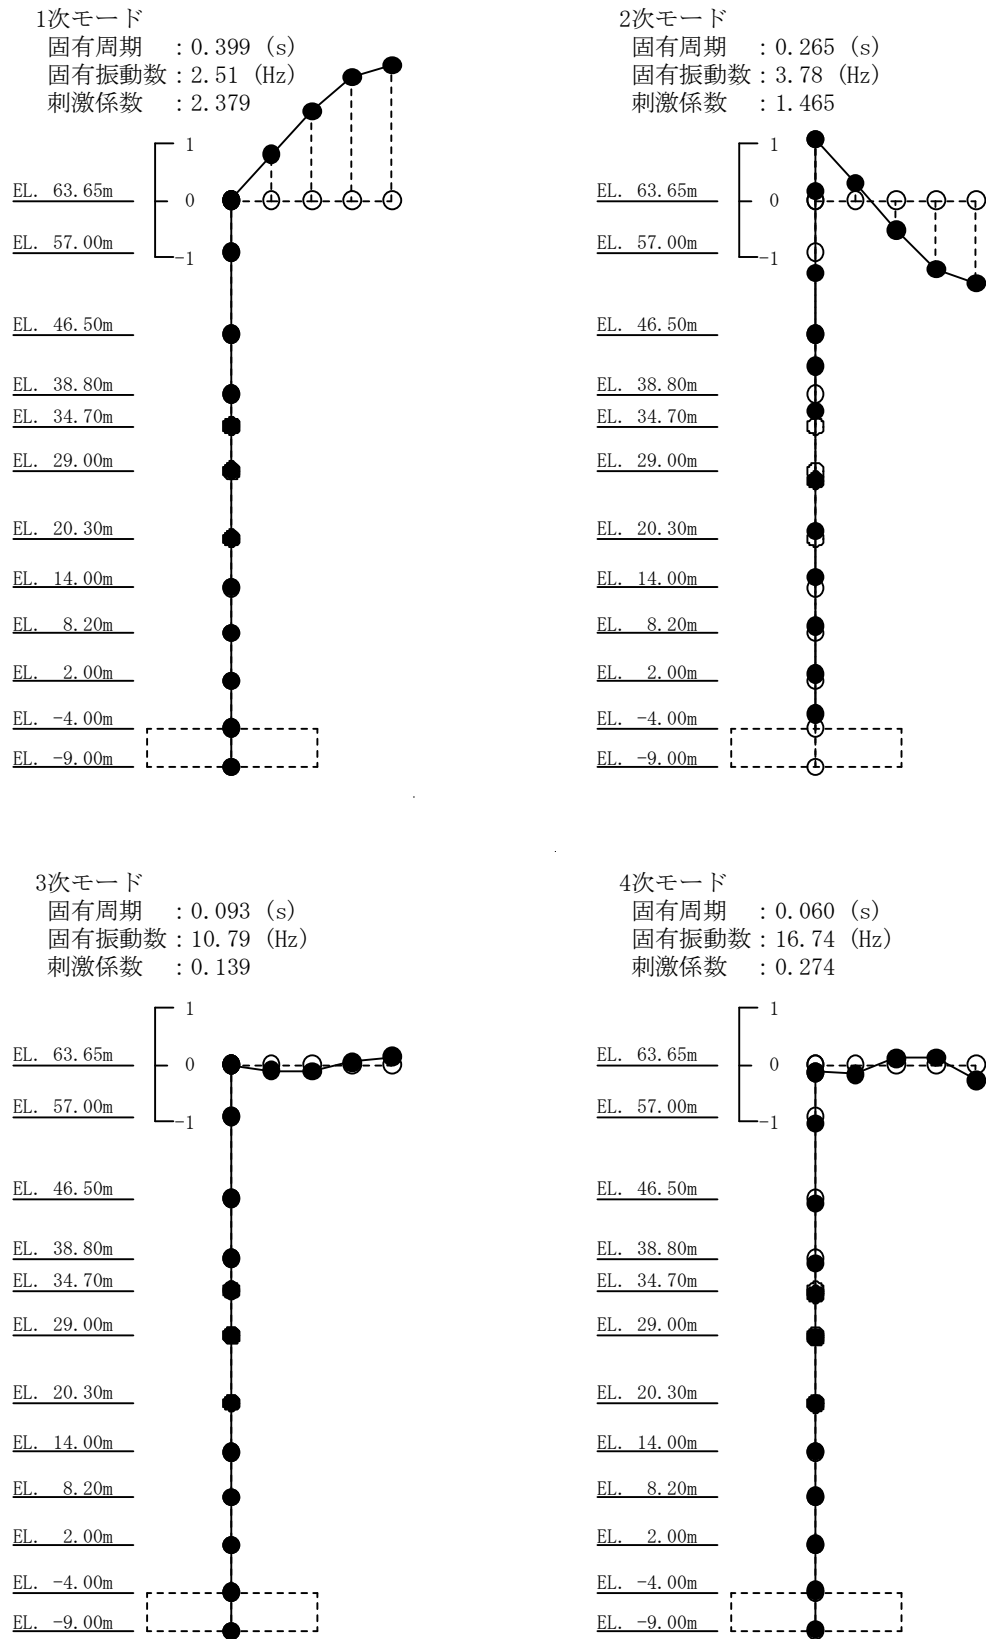 1次モード
固有周期　：0.399 (s)
固有振動数：2.51 (Hz)
刺激係数　：2.379
1
EL. 63.65m
0
EL. 57.00m
-1
EL. 46.50m
EL. 38.80m
EL. 34.70m
EL. 29.00m
EL. 20.30m
EL. 14.00m
EL. 8.20m
EL. 2.00m
EL. -4.00m
EL. -9.00m
2次モード
固有周期　：0.265 (s)
固有振動数：3.78 (Hz)
刺激係数　：1.465
1
EL. 63.65m
0
EL. 57.00m
-1
EL. 46.50m
EL. 38.80m
EL. 34.70m
EL. 29.00m
EL. 20.30m
EL. 14.00m
EL. 8.20m
EL. 2.00m
EL. -4.00m
EL. -9.00m
3次モード
固有周期　：0.093 (s)
固有振動数：10.79 (Hz)
刺激係数　：0.139
1
EL. 63.65m
0
EL. 57.00m
-1
EL. 46.50m
EL. 38.80m
EL. 34.70m
EL. 29.00m
EL. 20.30m
EL. 14.00m
EL. 8.20m
EL. 2.00m
EL. -4.00m
EL. -9.00m
4次モード
固有周期　：0.060 (s)
固有振動数：16.74 (Hz)
刺激係数　：0.274
1
EL. 63.65m
0
EL. 57.00m
-1
EL. 46.50m
EL. 38.80m
EL. 34.70m
EL. 29.00m
EL. 20.30m
EL. 14.00m
EL. 8.20m
EL. 2.00m
EL. -4.00m
EL. -9.00m